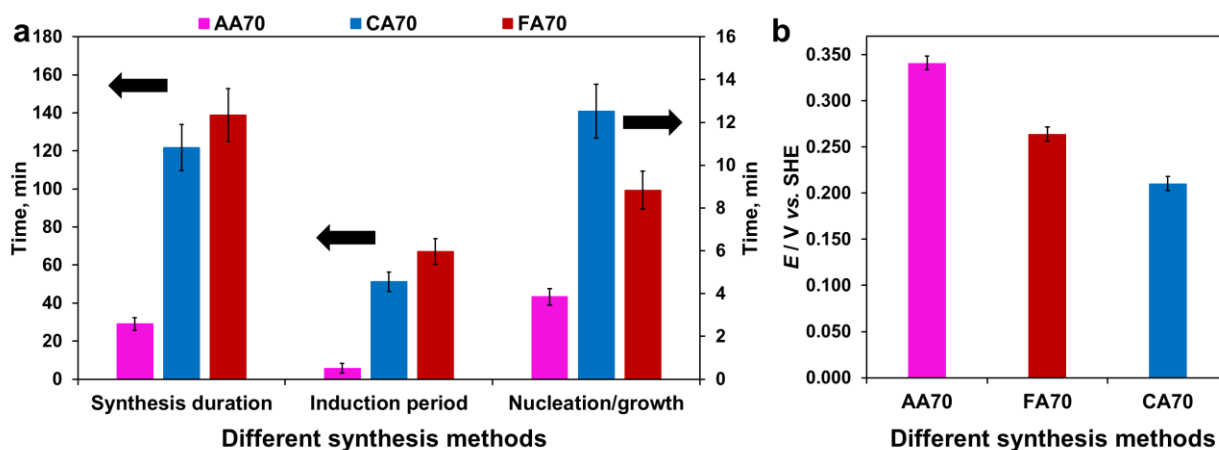 a
AA70 CA70 FA70
180
160
140
120
100
80
60
40
20
0
Time, min
16
14
12
10
8
6
4
2
0
Time, min
Synthesis duration Induction period Nucleation/growth
Different synthesis methods
b
0.350
0.300
0.250
0.200
0.150
0.100
0.050
0.000
E / V vs. SHE
AA70 FA70 CA70
Different synthesis methods